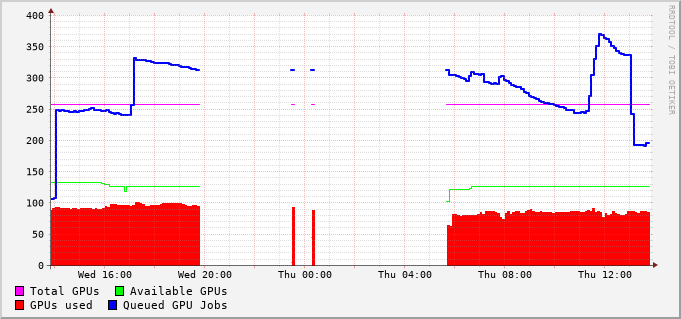 400
350
300
250
200
150
100
50
0
Wed 16:00 Wed 20:00 Thu 00:00 Thu 04:00 Thu 08:00 Thu 12:00
Total GPUs Available GPUs
GPUs used Queued GPU Jobs
RRDTOOL / TOBI OETIKER